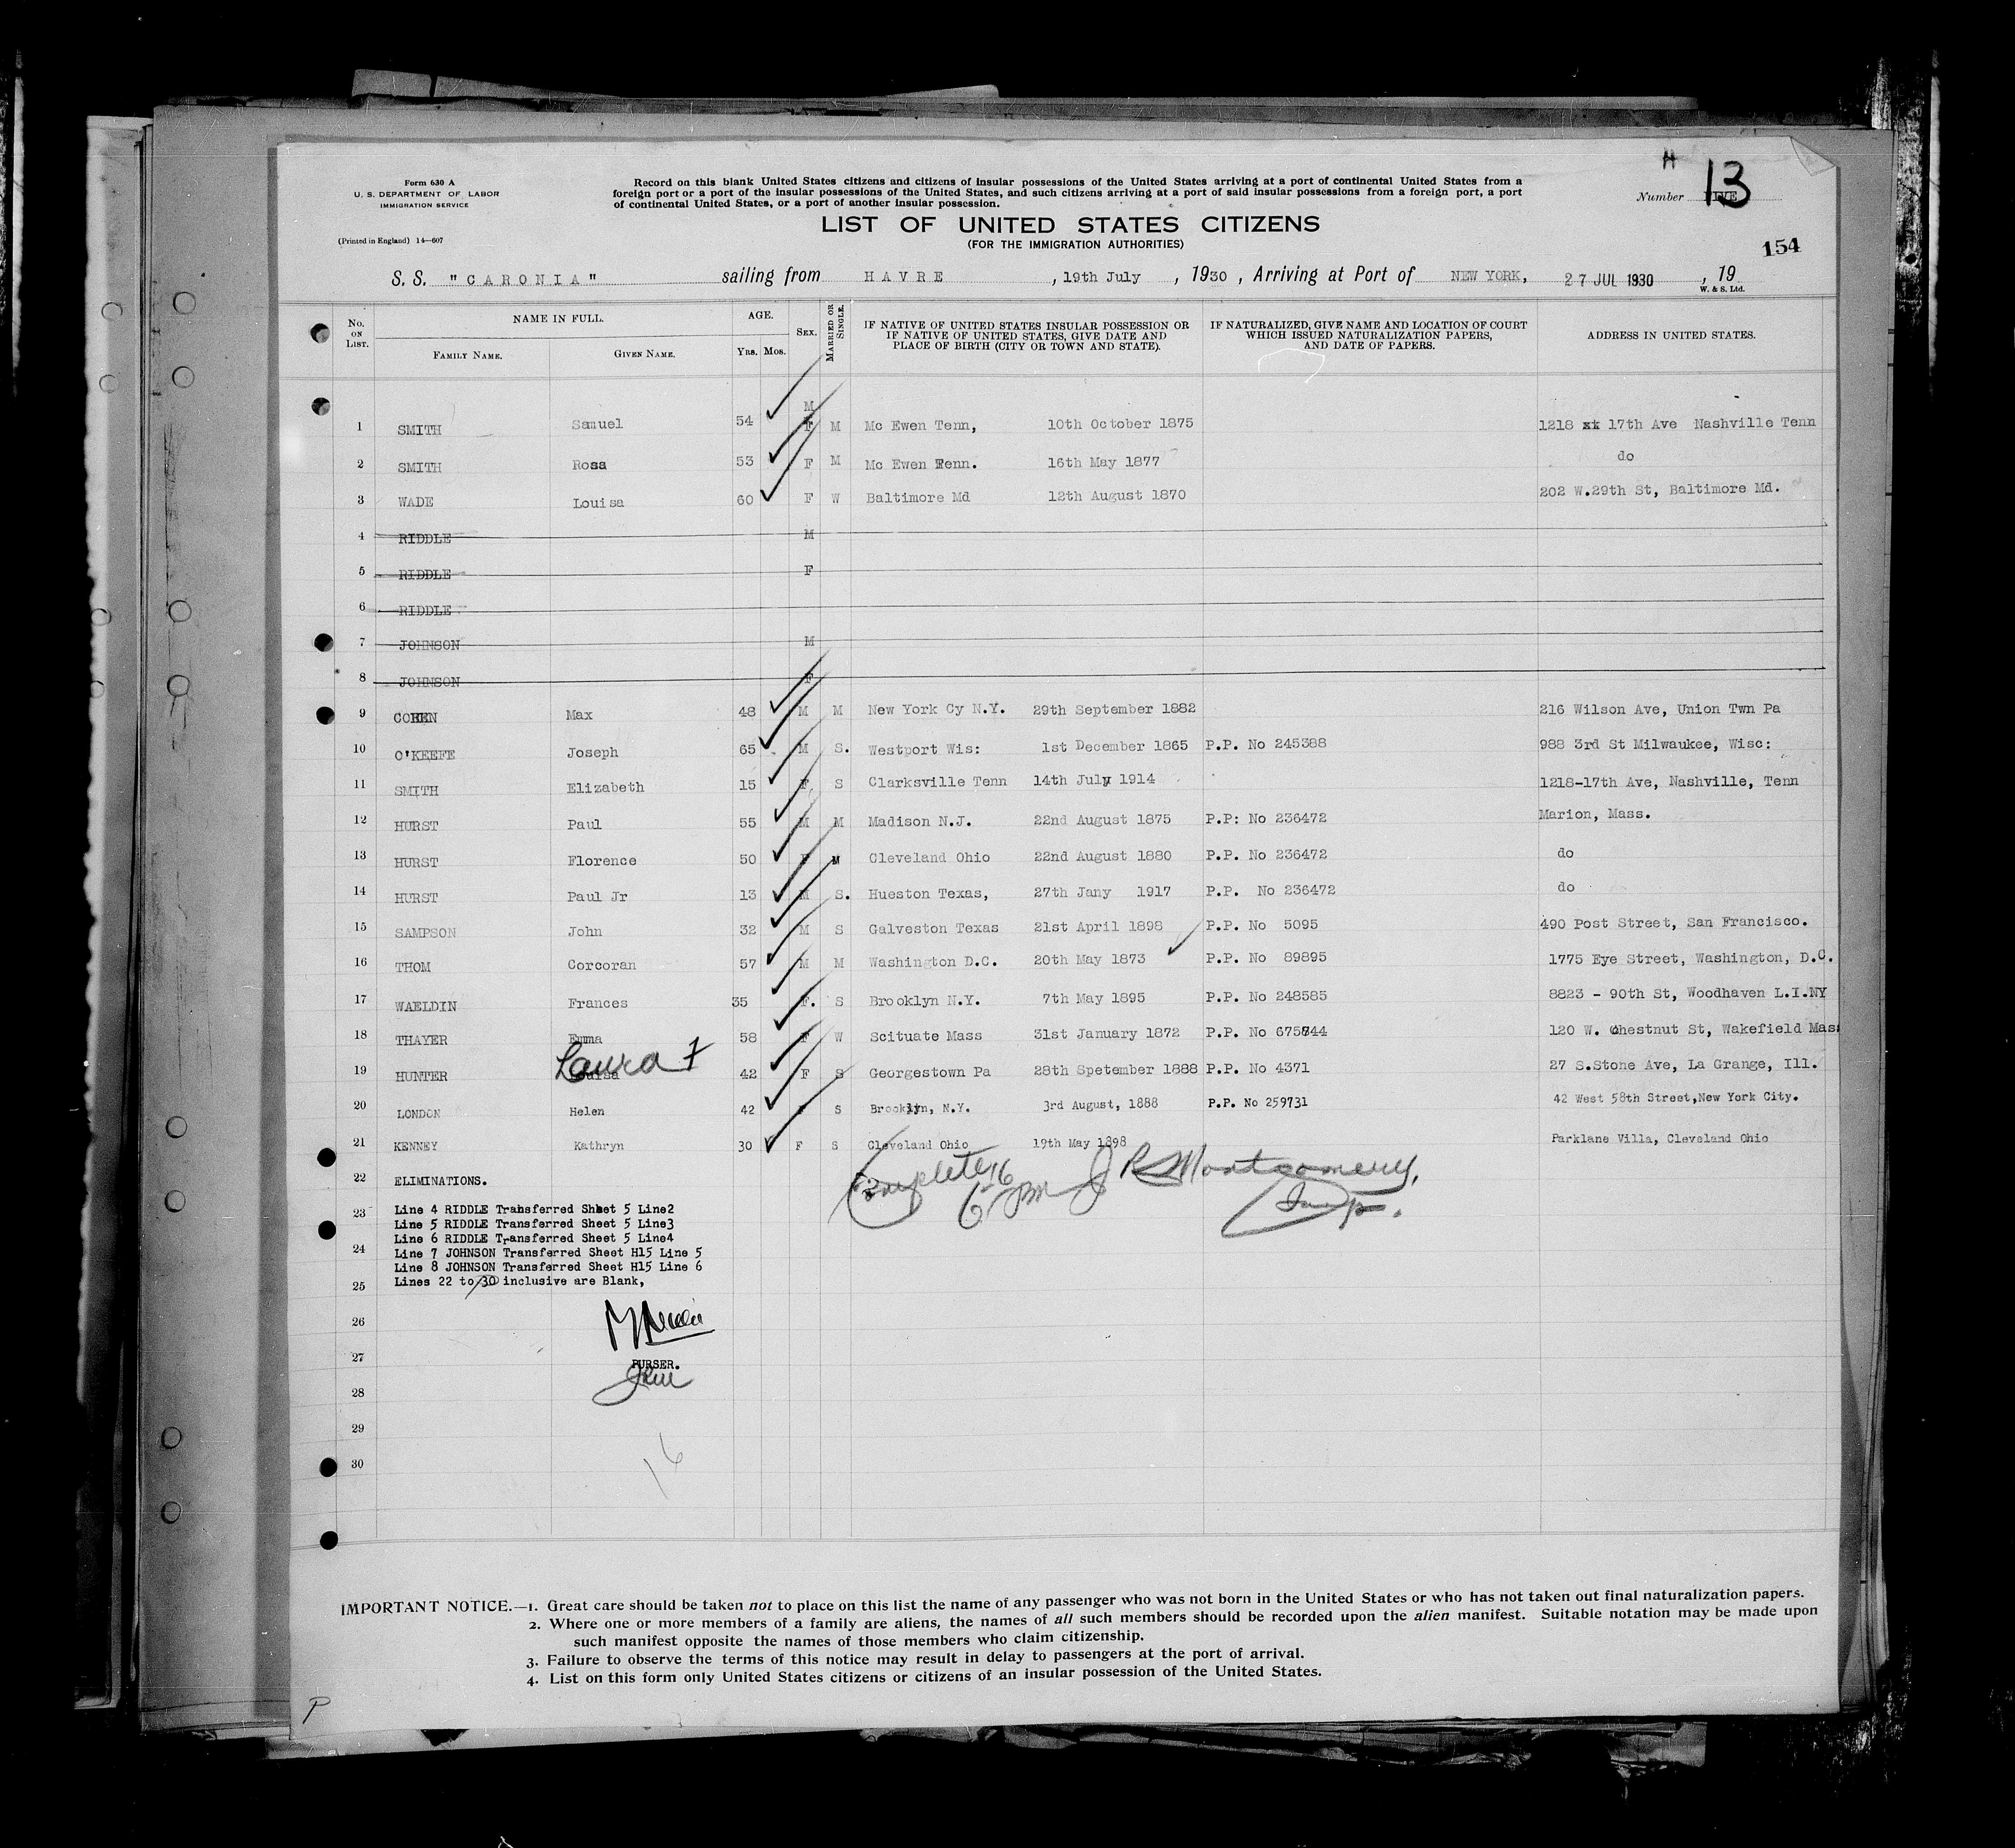 Form 630 A
U. S. DEPARTMENT OF LABOR
IMMIGRATION SERVICE
(Printed in England) 14—607
Record on this blank United States citizens and citizens of insular possessions of the United States arriving at a port of continental United States from a
foreign port or a port of the insular possessions of the United States, and such citizens arriving at a port of said insular possessions from a foreign port, a port
of continental United States, or a port of another insular possession.
H 13
Number
LIST OF UNITED STATES CITIZENS
(FOR THE IMMIGRATION AUTHORITIES)
154
S. S. "CARONIA" sailing from HAVRE, 19th July, 1930, Arriving at Port of NEW YORK, 27 JUL 1930, 19
W. & S. Ltd.
No. ON LIST. NAME IN FULL. FAMILY NAME. GIVEN NAME. AGE. Yrs. Mos. SEX. MARRIED OR SINGLE. IF NATIVE OF UNITED STATES INSULAR POSSESSION OR IF NATIVE OF UNITED STATES, GIVE DATE AND PLACE OF BIRTH (CITY OR TOWN AND STATE). IF NATURALIZED, GIVE NAME AND LOCATION OF COURT WHICH ISSUED NATURALIZATION PAPERS, AND DATE OF PAPERS. ADDRESS IN UNITED STATES.
1 SMITH Samuel 54 M M Mc Ewen Tenn, 10th October 1875 1218 17th Ave Nashville Tenn
2 SMITH Rosa 53 F M Mc Ewen Tenn. 16th May 1877 do
3 WADE Louisa 60 F W Baltimore Md 12th August 1870 202 W.29th St, Baltimore Md.
4 RIDDLE M
5 RIDDLE F
6 RIDDLE
7 JOHNSON M
8 JOHNSON F
9 COHEN Max 48 M M New York Cy N.Y. 29th September 1882 216 Wilson Ave, Union Twn Pa
10 O'KEEFE Joseph 65 M S. Westport Wis: 1st December 1865 P.P. No 245388 988 3rd St Milwaukee, Wisc:
11 SMITH Elizabeth 15 F S Clarksville Tenn 14th July 1914 1218-17th Ave, Nashville, Tenn
12 HURST Paul 55 M M Madison N.J. 22nd August 1875 P.P: No 236472 Marion, Mass.
13 HURST Florence 50 F M Cleveland Ohio 22nd August 1880 P.P. No 236472 do
14 HURST Paul Jr 13 M S. Hueston Texas, 27th Jany 1917 P.P. No 236472 do
15 SAMPSON John 32 M S Galveston Texas 21st April 1898 P.P. No 5095 490 Post Street, San Francisco.
16 THOM Corcoran 57 M M Washington D.C. 20th May 1873 P.P. No 89895 1775 Eye Street, Washington, D.C.
17 WAELDIN Frances 35 F. S Brooklyn N.Y. 7th May 1895 P.P. No 248585 8823 - 90th St, Woodhaven L.I.NY
18 THAYER Emma 58 F W Scituate Mass 31st January 1872 P.P. No 675744 120 W. Chestnut St, Wakefield Mass
19 HUNTER Louisa Laura F 42 F S Georgestown Pa 28th Spetember 1888 P.P. No 4371 27 S.Stone Ave, La Grange, Ill.
20 LONDON Helen 42 F S Brooklyn, N.Y. 3rd August, 1888 P.P. No 259731 42 West 58th Street,New York City.
21 KENNEY Kathryn 30 F S Cleveland Ohio 19th May 1898 Parklane Villa, Cleveland Ohio
22 ELIMINATIONS.
Complete 16 6 PM J R Montgomery, Insp.
23 Line 4 RIDDLE Transferred Sheet 5 Line2
Line 5 RIDDLE Transferred Sheet 5 Line3
Line 6 RIDDLE Transferred Sheet 5 Line4
24 Line 7 JOHNSON Transferred Sheet H15 Line 5
Line 8 JOHNSON Transferred Sheet H15 Line 6
25 Lines 22 to 30 inclusive are Blank,
26
27 PURSER.
28
29
30
16
IMPORTANT NOTICE.—1. Great care should be taken not to place on this list the name of any passenger who was not born in the United States or who has not taken out final naturalization papers.
2. Where one or more members of a family are aliens, the names of all such members should be recorded upon the alien manifest. Suitable notation may be made upon
such manifest opposite the names of those members who claim citizenship.
3. Failure to observe the terms of this notice may result in delay to passengers at the port of arrival.
4. List on this form only United States citizens or citizens of an insular possession of the United States.
P